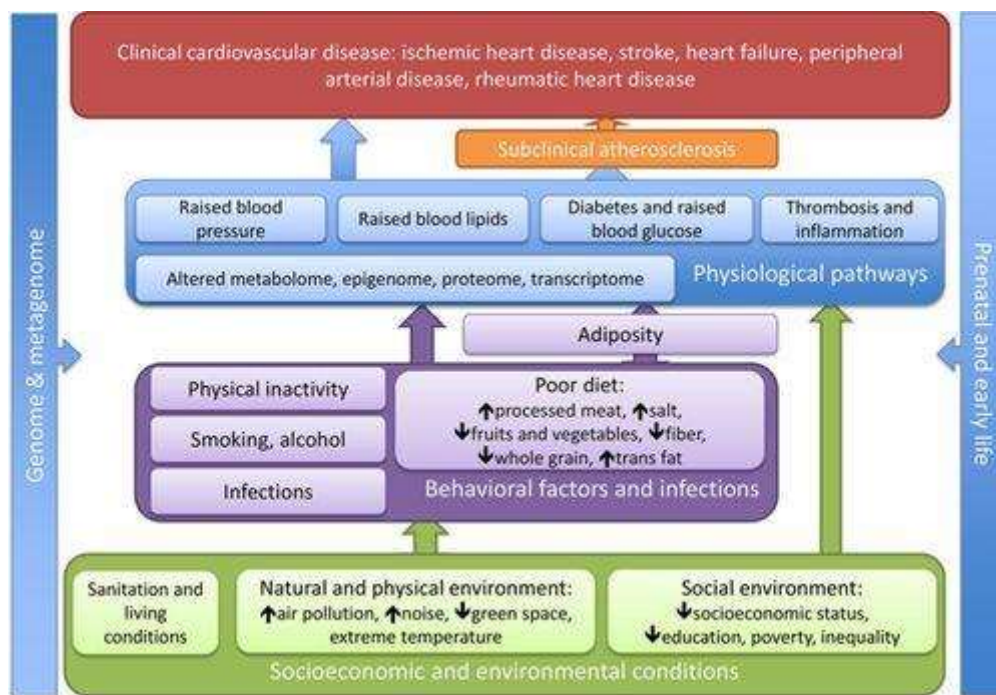 Clinical cardiovascular disease: ischemic heart disease, stroke, heart failure, peripheral
arterial disease, rheumatic heart disease
Subclinical atherosclerosis
Raised blood
pressure
Raised blood lipids
Diabetes and raised
blood glucose
Thrombosis and
inflammation
Altered metabolome, epigenome, proteome, transcriptome
Physiological pathways
Adiposity
Physical inactivity
Smoking, alcohol
Infections
Poor diet:
↑processed meat, ↑salt,
↓fruits and vegetables, ↓fiber,
↓whole grain, ↑trans fat
Behavioral factors and infections
Sanitation and
living
conditions
Natural and physical environment:
↑air pollution, ↑noise, ↓green space,
extreme temperature
Social environment:
↓socioeconomic status,
↓education, poverty, inequality
Socioeconomic and environmental conditions
Genome & metagenome
Prenatal and early life